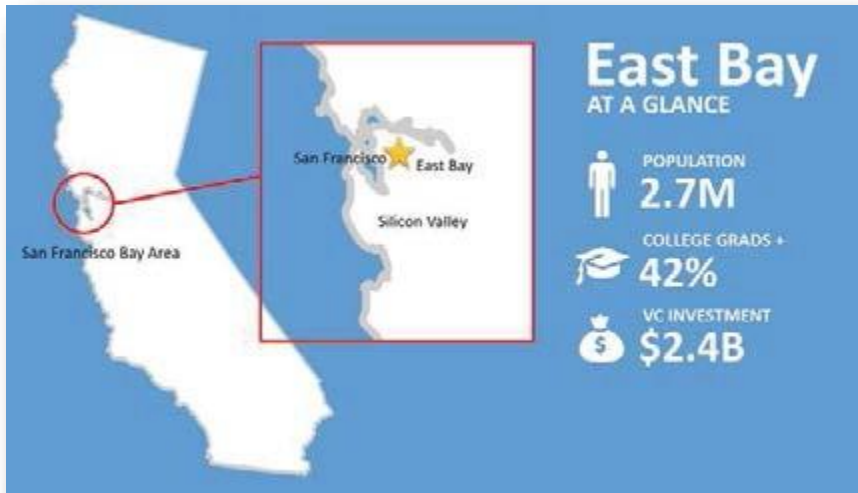 San Francisco Bay Area
San Francisco
East Bay
Silicon Valley
East Bay
AT A GLANCE
POPULATION
2.7M
COLLEGE GRADS +
42%
VC INVESTMENT
$
$2.4B